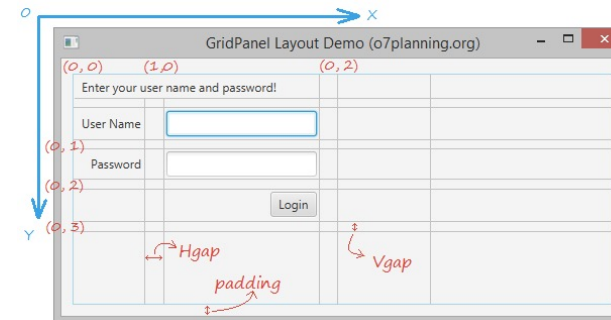 O
X
GridPanel Layout Demo (o7planning.org)
(0,0) (1,0) (0,2)
Enter your user name and password!
User Name
(0,1)
Password
(0,2)
Login
Y (0,3)
Hgap
Vgap
padding